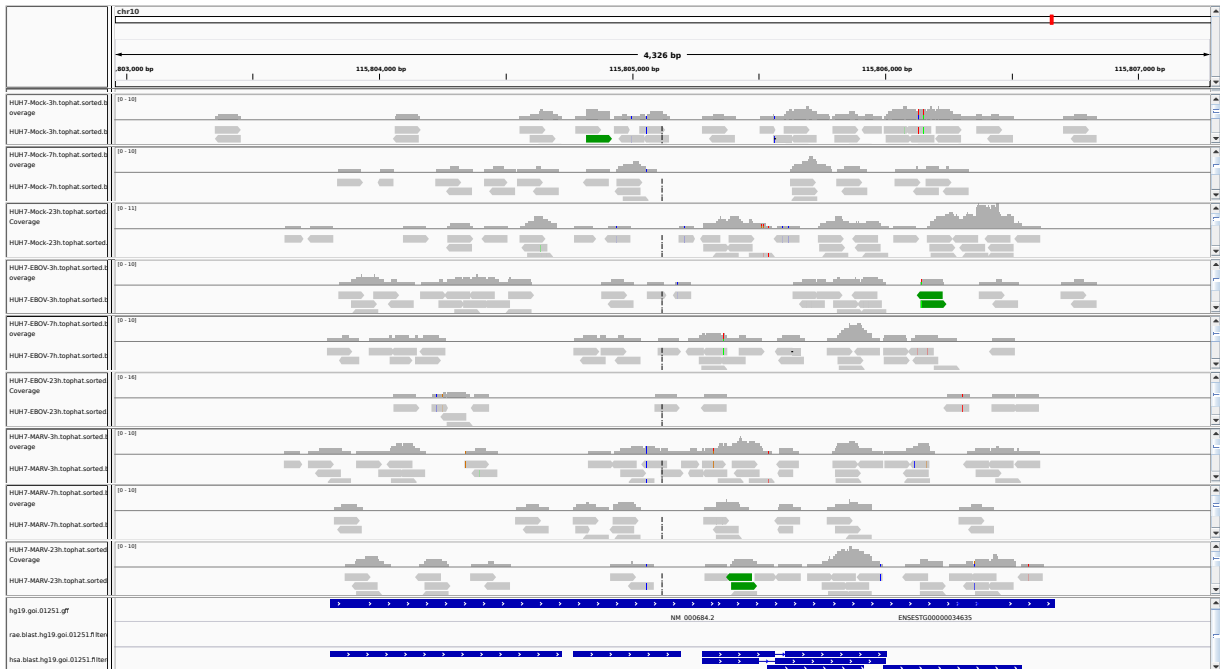 chr10
4,326 bp
,803,000 bp 115,804,000 bp 115,805,000 bp 115,806,000 bp 115,807,000 bp
HUH7-Mock-3h.tophat.sorted.b
overage
[0 - 10]
HUH7-Mock-3h.tophat.sorted.b
HUH7-Mock-7h.tophat.sorted.b
overage
[0 - 10]
HUH7-Mock-7h.tophat.sorted.b
HUH7-Mock-23h.tophat.sorted.
Coverage
[0 - 11]
HUH7-Mock-23h.tophat.sorted.
HUH7-EBOV-3h.tophat.sorted.b
overage
[0 - 10]
HUH7-EBOV-3h.tophat.sorted.b
HUH7-EBOV-7h.tophat.sorted.b
overage
[0 - 10]
HUH7-EBOV-7h.tophat.sorted.b
HUH7-EBOV-23h.tophat.sorted
Coverage
[0 - 16]
HUH7-EBOV-23h.tophat.sorted
HUH7-MARV-3h.tophat.sorted.b
overage
[0 - 10]
HUH7-MARV-3h.tophat.sorted.b
HUH7-MARV-7h.tophat.sorted.b
overage
[0 - 10]
HUH7-MARV-7h.tophat.sorted.b
HUH7-MARV-23h.tophat.sorted
Coverage
[0 - 10]
HUH7-MARV-23h.tophat.sorted
hg19.goi.01251.gff
NM_000684.2 ENSESTG00000034635
rae.blast.hg19.goi.01251.filtere
hsa.blast.hg19.goi.01251.filter